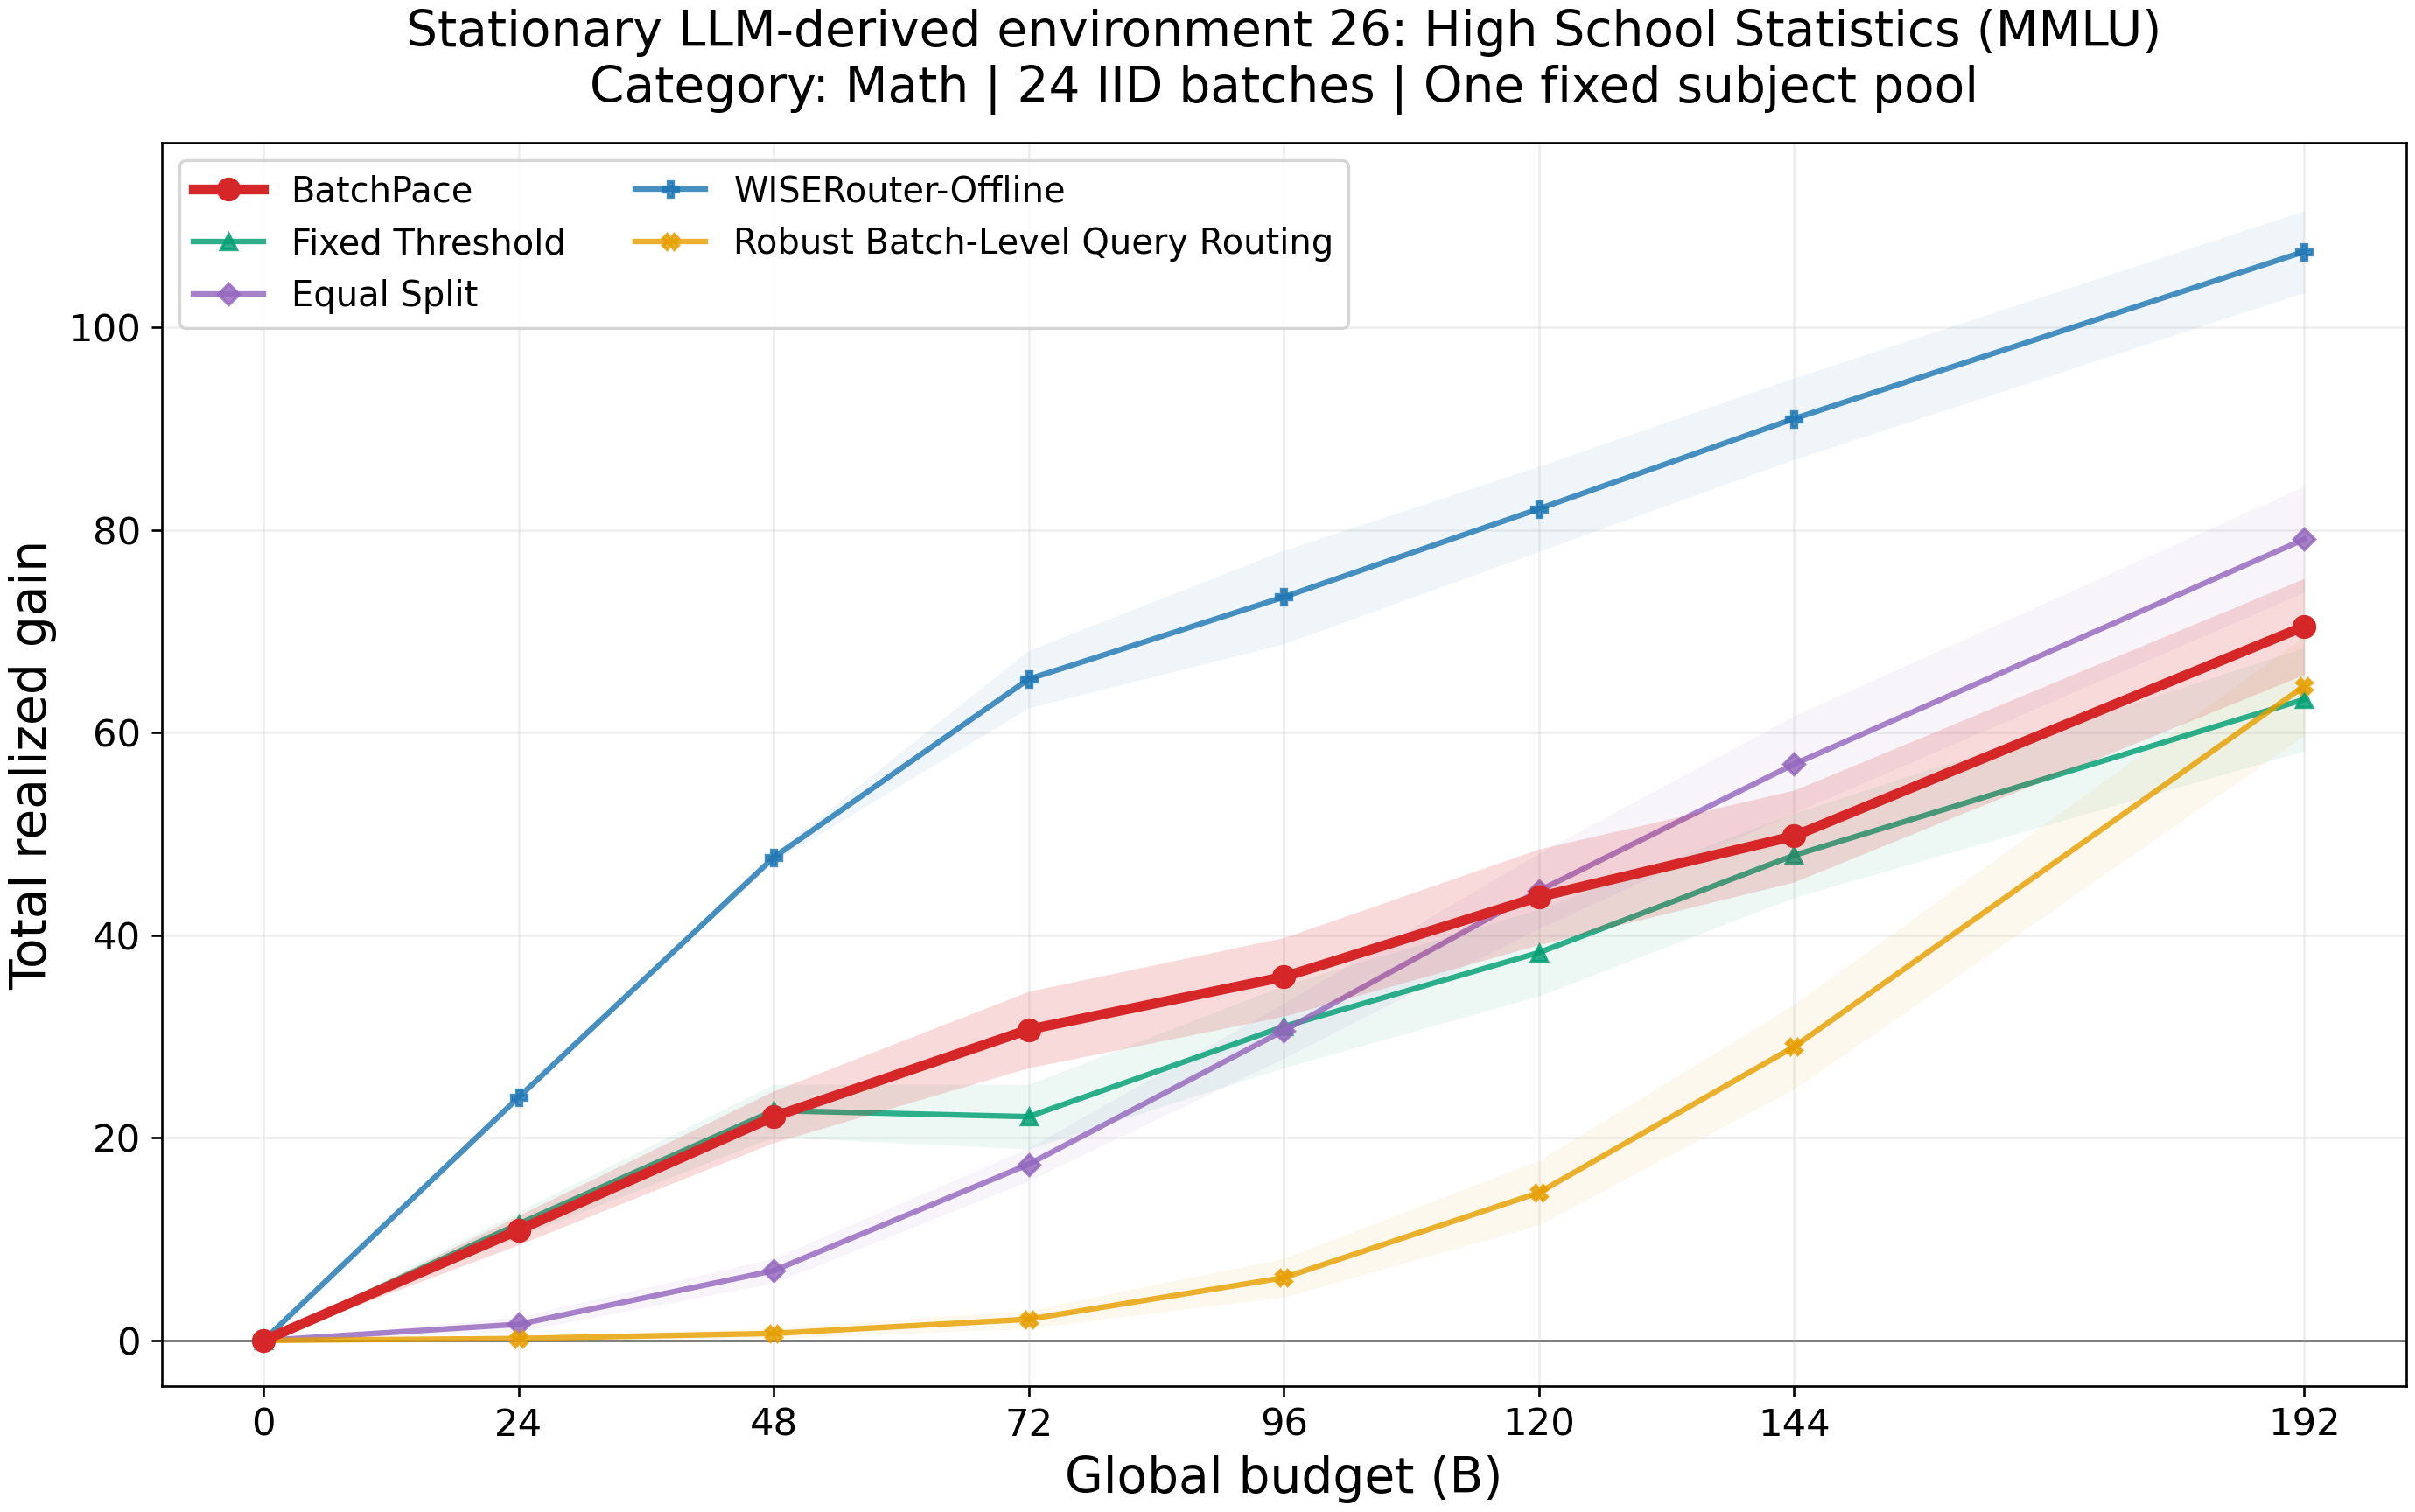 Stationary LLM-derived environment 26: High School Statistics (MMLU)
Category: Math | 24 IID batches | One fixed subject pool
BatchPace
Fixed Threshold
Equal Split
WISERouter-Offline
Robust Batch-Level Query Routing
Total realized gain
100
80
60
40
20
0
0 24 48 72 96 120 144 192
Global budget (B)